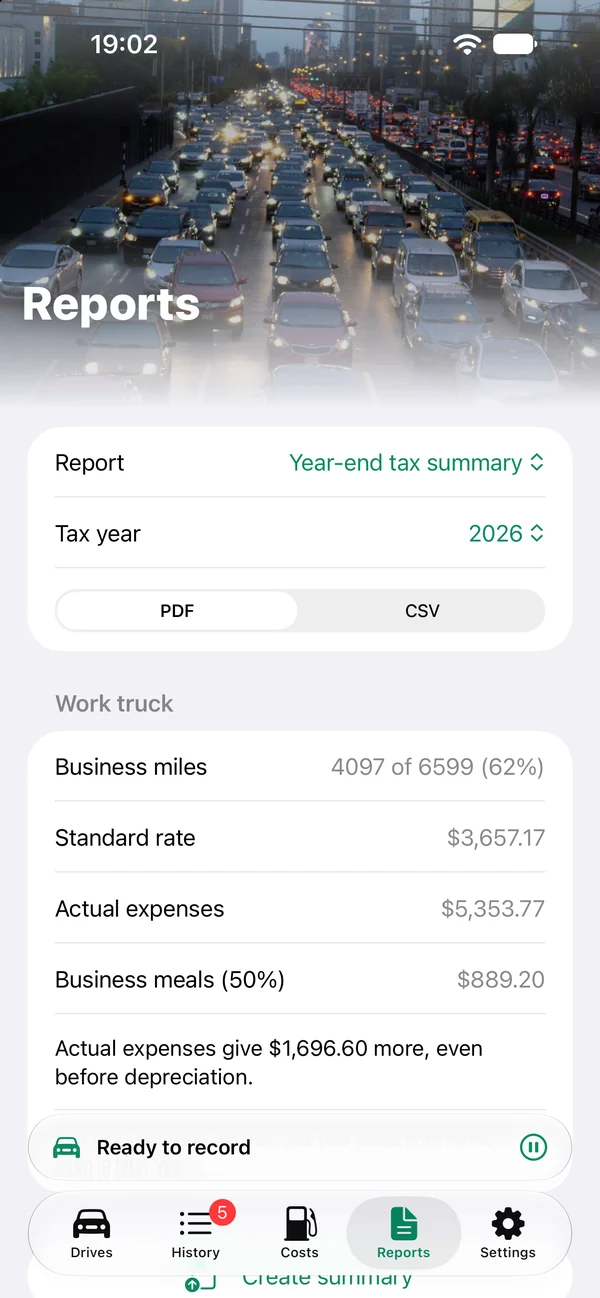 19:02
Reports
Report
Year-end tax summary
Tax year
2026
PDF
CSV
Work truck
Business miles
4097 of 6599 (62%)
Standard rate
$3,657.17
Actual expenses
$5,353.77
Business meals (50%)
$889.20
Actual expenses give $1,696.60 more, even
before depreciation.
Ready to record
5
Drives
History
Costs
Reports
Settings
Create summary